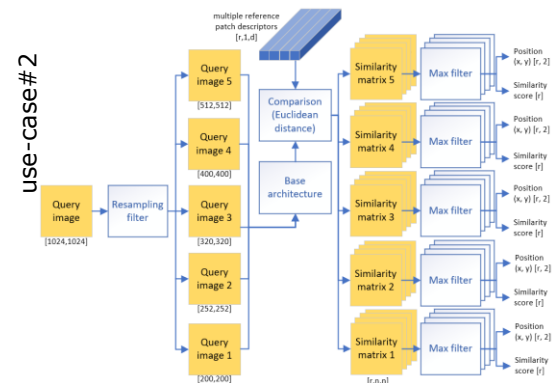 use-case#2
multiple reference
patch descriptors
[r,1,d]
Query
image
[1024,1024]
Resampling
filter
Query
image 5
[512,512]
Query
image 4
[400,400]
Query
image 3
[320,320]
Query
image 2
[252,252]
Query
image 1
[200,200]
Comparison
(Euclidean
distance)
Base
architecture
Similarity
matrix 5
Max filter
Position
(x, y) [r, 2]
Similarity
score [r]
Similarity
matrix 4
Max filter
Position
(x, y) [r, 2]
Similarity
score [r]
Similarity
matrix 3
Max filter
Position
(x, y) [r, 2]
Similarity
score [r]
Similarity
matrix 2
Max filter
Position
(x, y) [r, 2]
Similarity
score [r]
Similarity
matrix 1
[r,n,n]
Max filter
Position
(x, y) [r, 2]
Similarity
score [r]